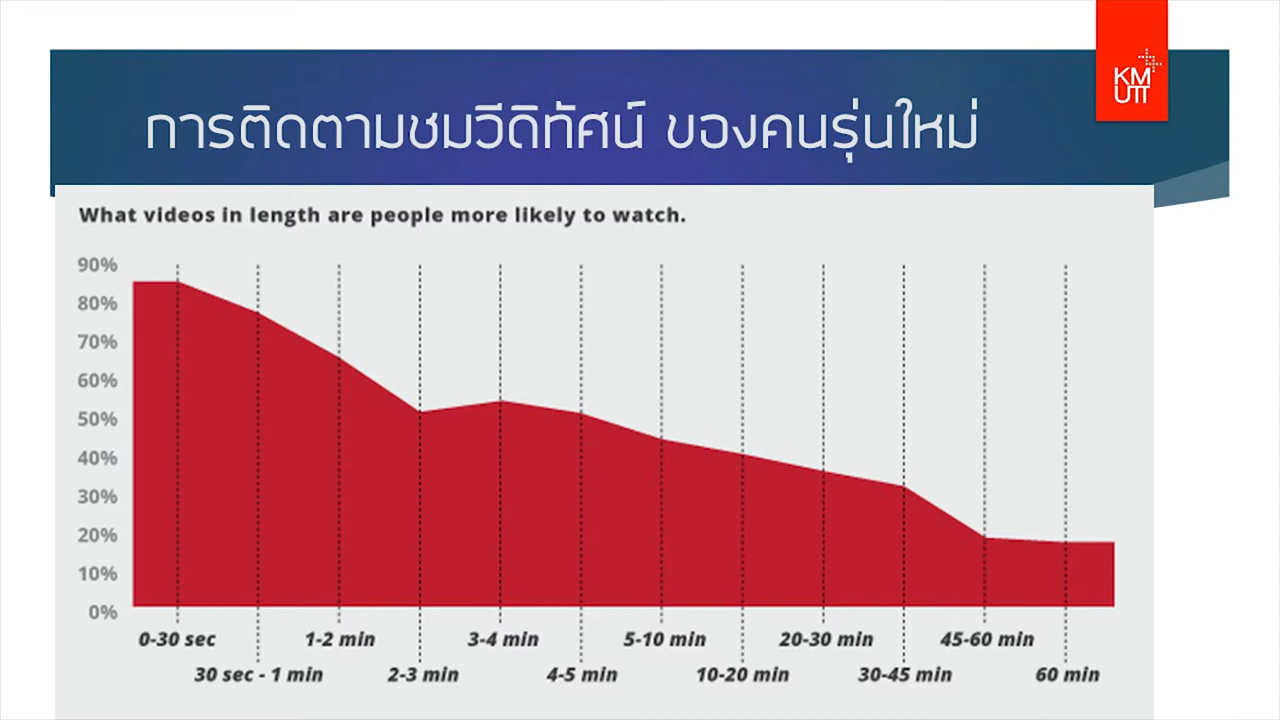 KM
UTT
การติดตามชมวีดิทัศน์ ของคนรุ่นใหม่
What videos in length are people more likely to watch.
90%
80%
70%
60%
50%
40%
30%
20%
10%
0%
0-30 sec
30 sec - 1 min
1-2 min
2-3 min
3-4 min
4-5 min
5-10 min
10-20 min
20-30 min
30-45 min
45-60 min
60 min